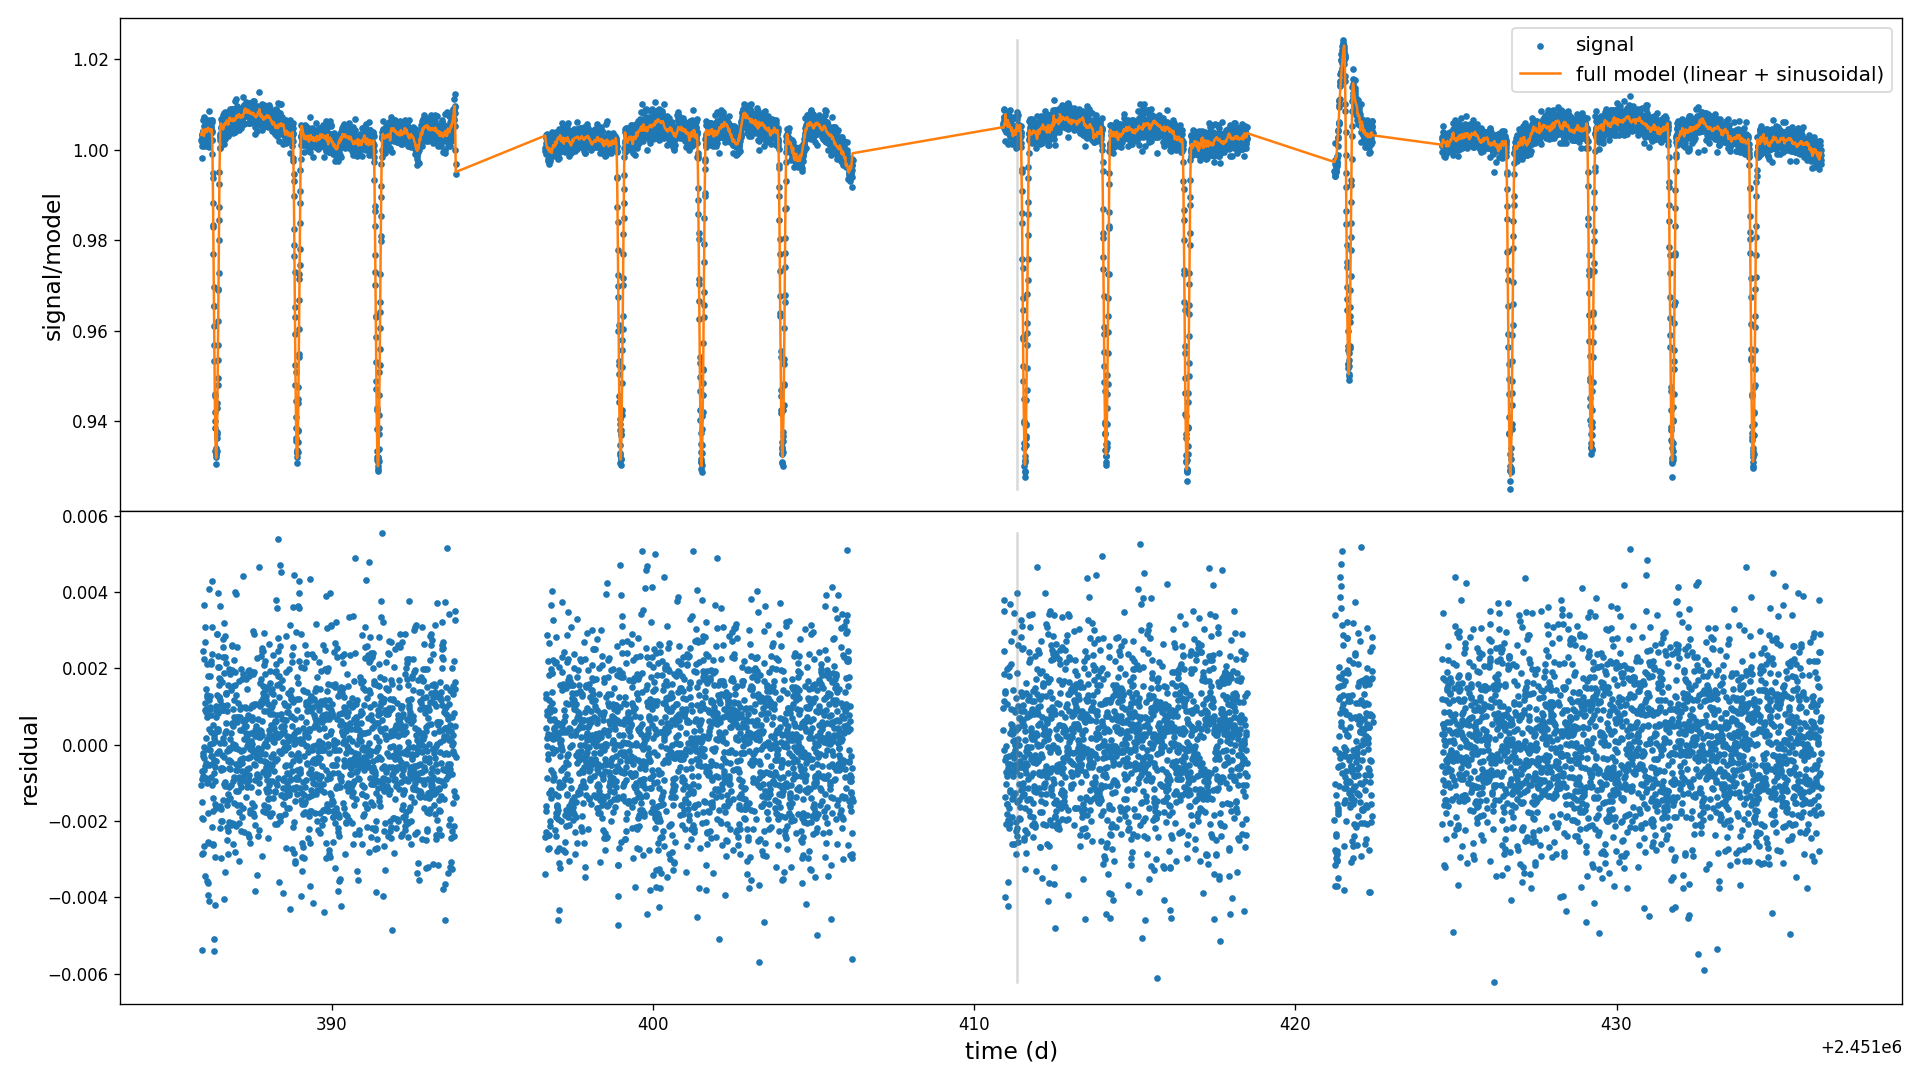 signal
full model (linear + sinusoidal)
1.02
1.00
0.98
0.96
0.94
signal/model
0.006
0.004
0.002
0.000
−0.002
−0.004
−0.006
residual
390
400
410
420
430
+2.451e6
time (d)